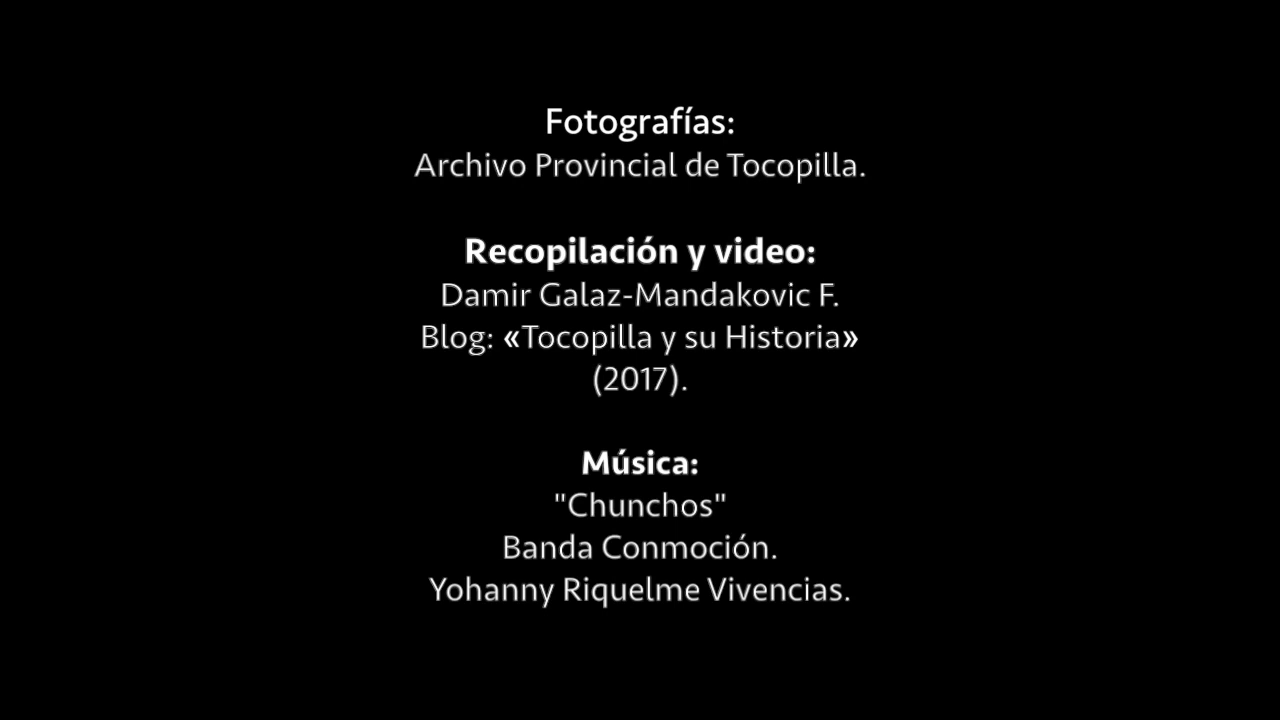 Fotografías:
Archivo Provincial de Tocopilla.
Recopilación y video:
Damir Galaz-Mandakovic F.
Blog: «Tocopilla y su Historia»
(2017).
Música:
"Chunchos"
Banda Conmoción.
Yohanny Riquelme Vivencias.